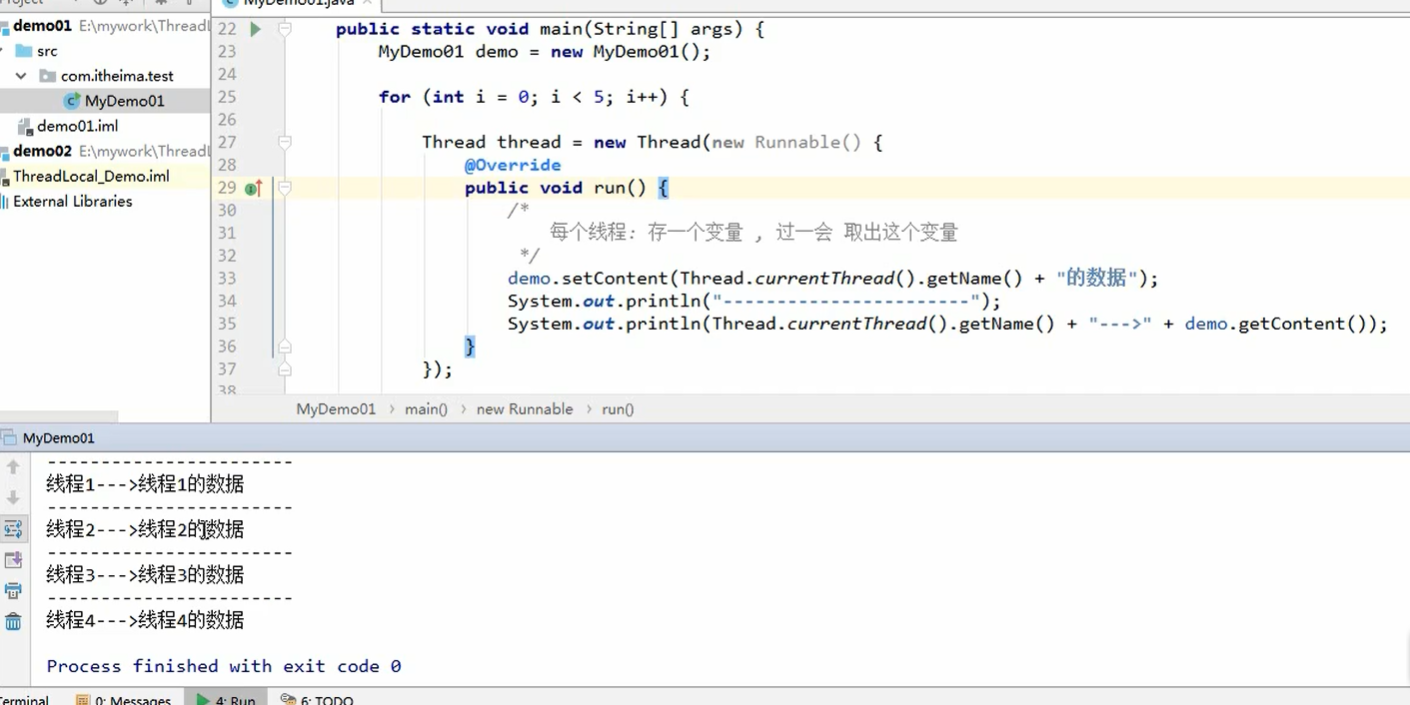 MyDemo01.java
demo01 E:\mywork\ThreadL
src
com.itheima.test
MyDemo01
demo01.iml
demo02 E:\mywork\ThreadL
ThreadLocal_Demo.iml
External Libraries
22 public static void main(String[] args) {
23 MyDemo01 demo = new MyDemo01();
24
25 for (int i = 0; i < 5; i++) {
26
27 Thread thread = new Thread(new Runnable() {
28 @Override
29 public void run() {
30 /*
31 每个线程: 存一个变量 , 过一会 取出这个变量
32 */
33 demo.setContent(Thread.currentThread().getName() + "的数据");
34 System.out.println("-----------------------");
35 System.out.println(Thread.currentThread().getName() + "--->" + demo.getContent());
36 }
37 });
38
MyDemo01 › main() › new Runnable › run()
MyDemo01
-----------------------
线程1--->线程1的数据
-----------------------
线程2--->线程2的数据
-----------------------
线程3--->线程3的数据
-----------------------
线程4--->线程4的数据
Process finished with exit code 0
Terminal 0: Messages 4: Run 6: TODO